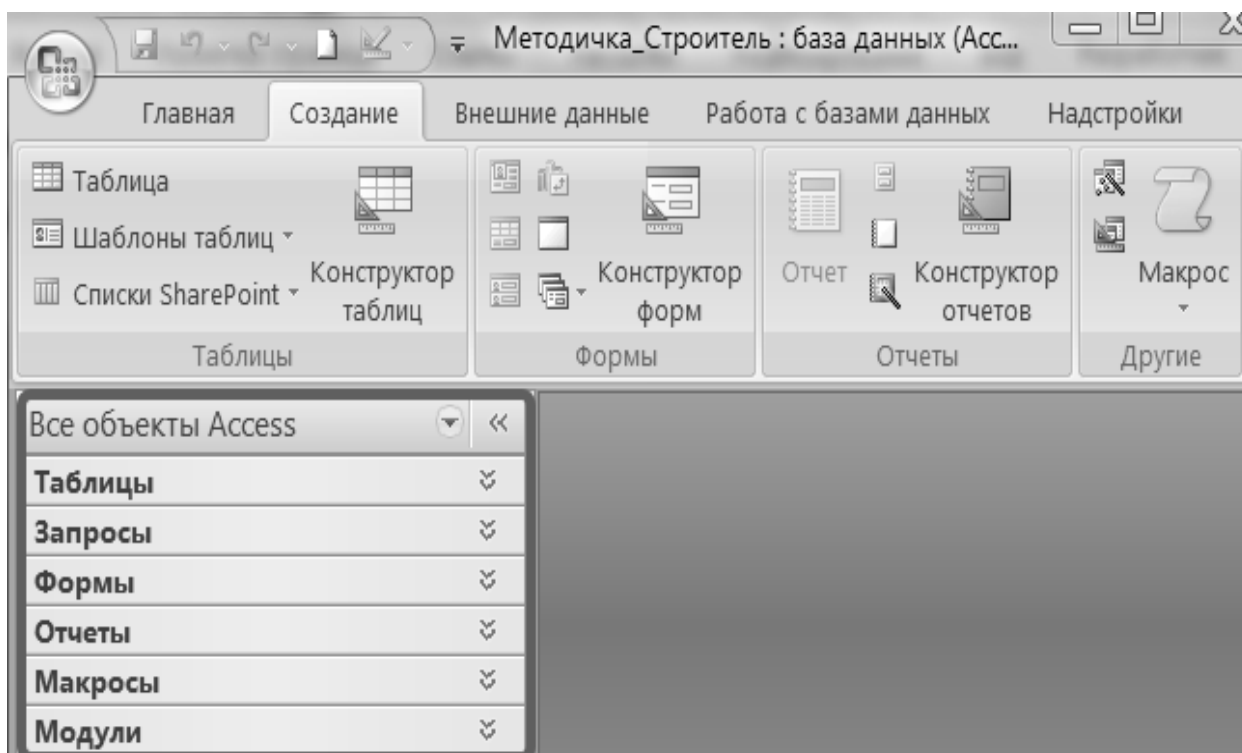 Методичка_Строитель : база данных (Acc...
Главная Создание Внешние данные Работа с базами данных Надстройки
Таблица
Шаблоны таблиц
Списки SharePoint
Конструктор
таблиц
Таблицы
Конструктор
форм
Формы
Отчет
Конструктор
отчетов
Отчеты
Макрос
Другие
Все объекты Access
Таблицы
Запросы
Формы
Отчеты
Макросы
Модули